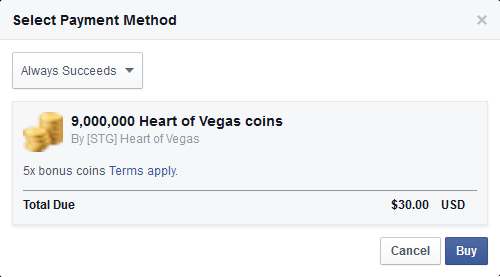 Select Payment Method
Always Succeeds
9,000,000 Heart of Vegas coins
By [STG] Heart of Vegas
5x bonus coins Terms apply.
Total Due $30.00 USD
Cancel Buy